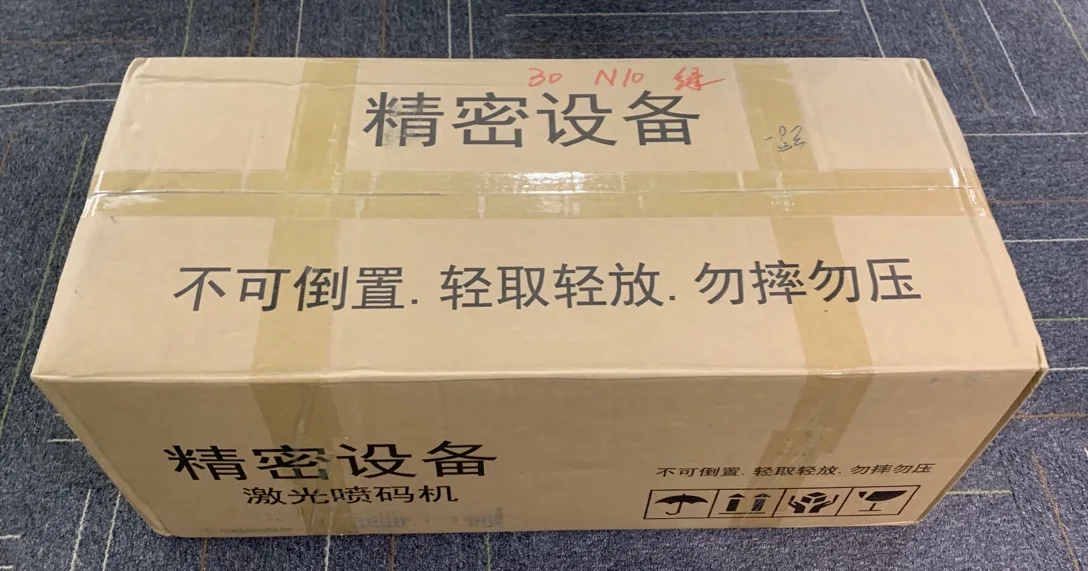 30 N10 绿
精密设备
不可倒置. 轻取轻放. 勿摔勿压
精密设备
激光喷码机
不可倒置. 轻取轻放. 勿摔勿压